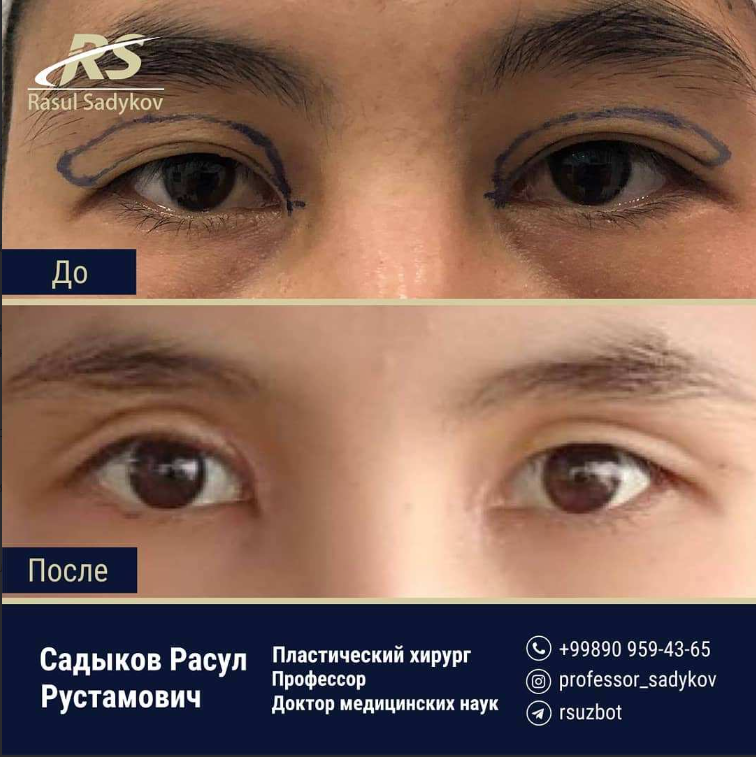 RS
Rasul Sadykov
До
После
Садыков Расул
Рустамович
Пластический хирург
Профессор
Доктор медицинских наук
+99890 959-43-65
professor_sadykov
rsuzbot